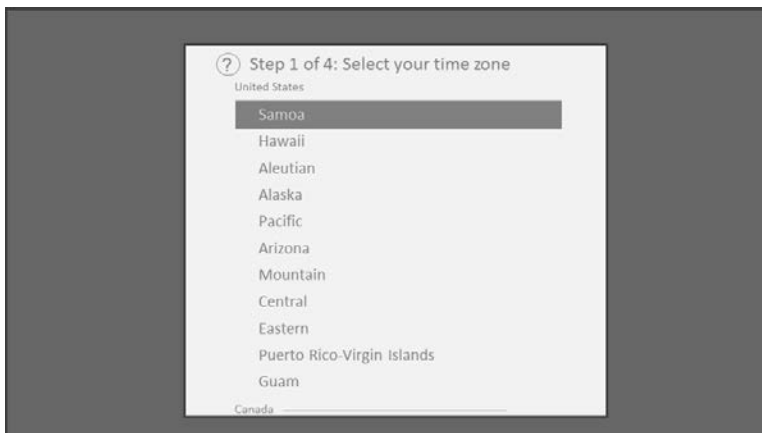 ? Step 1 of 4: Select your time zone
United States
Samoa
Hawaii
Aleutian
Alaska
Pacific
Arizona
Mountain
Central
Eastern
Puerto Rico-Virgin Islands
Guam
Canada